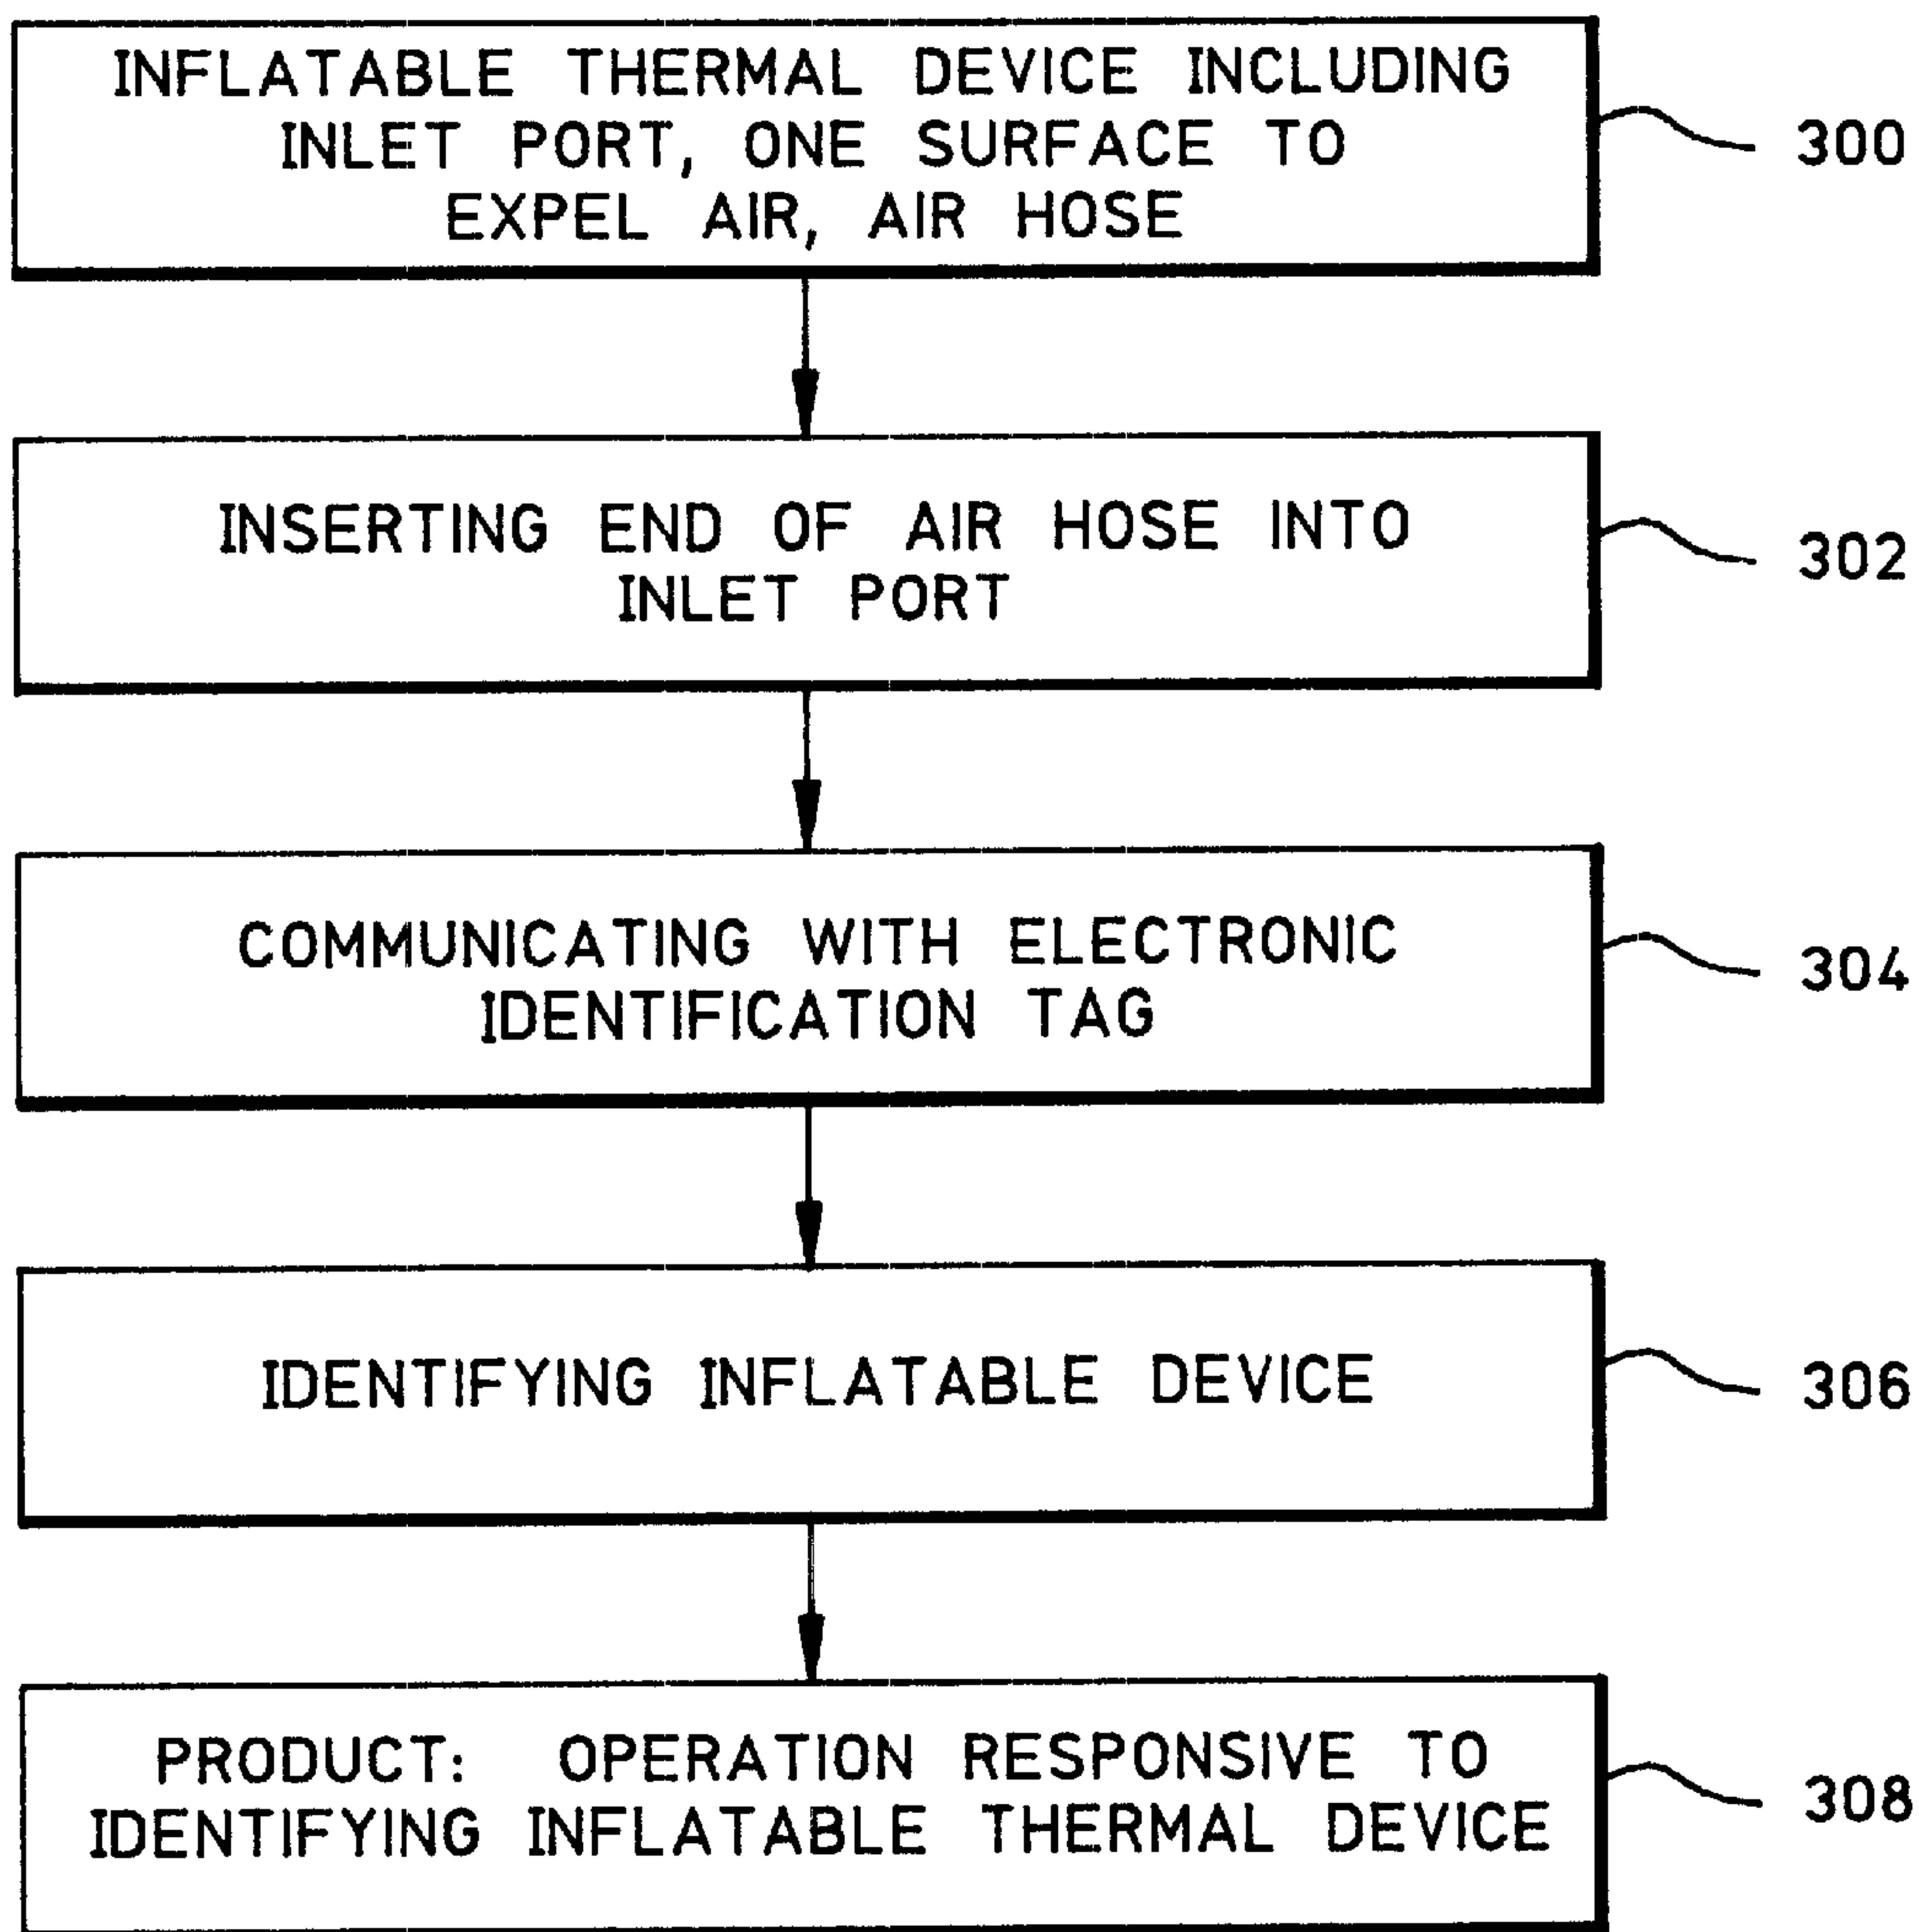 INFLATABLE THERMAL DEVICE INCLUDING
INLET PORT, ONE SURFACE TO
EXPEL AIR, AIR HOSE
300
INSERTING END OF AIR HOSE INTO
INLET PORT
302
COMMUNICATING WITH ELECTRONIC
IDENTIFICATION TAG
304
IDENTIFYING INFLATABLE DEVICE
306
PRODUCT: OPERATION RESPONSIVE TO
IDENTIFYING INFLATABLE THERMAL DEVICE
308